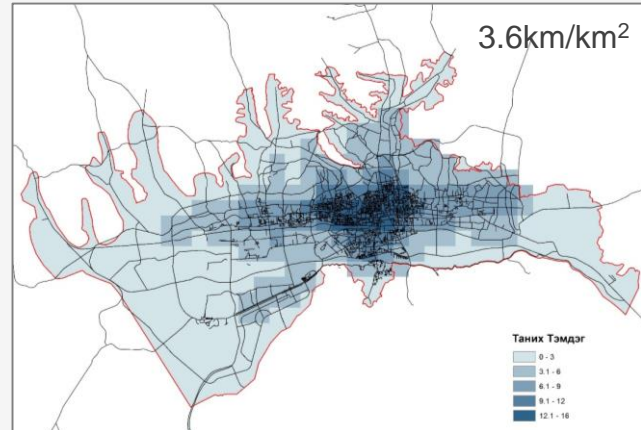 3.6km/km²
Таних Тэмдэг
0 - 3
3.1 - 6
6.1 - 9
9.1 - 12
12.1 - 16